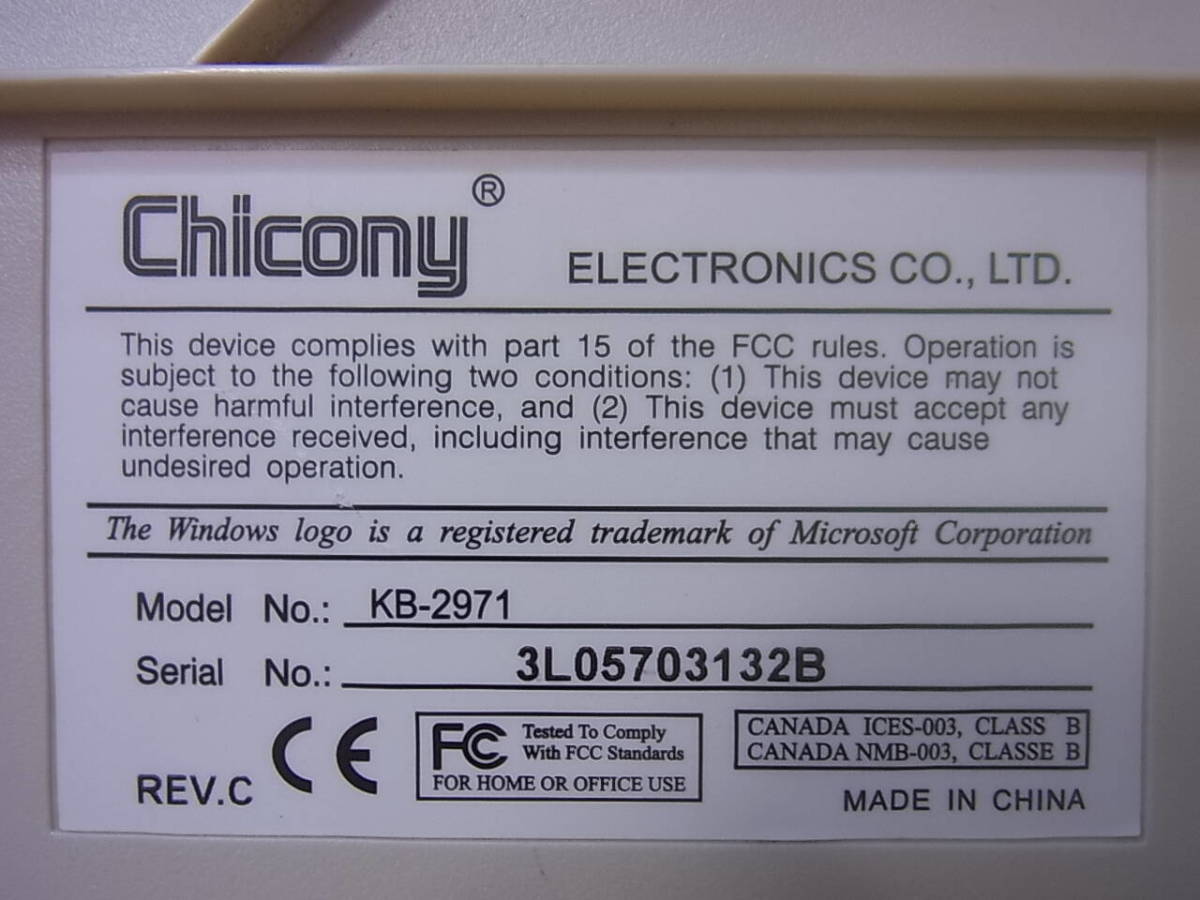 Chicony® ELECTRONICS CO., LTD.
This device complies with part 15 of the FCC rules. Operation is
subject to the following two conditions: (1) This device may not
cause harmful interference, and (2) This device must accept any
interference received, including interference that may cause
undesired operation.
The Windows logo is a registered trademark of Microsoft Corporation
Model No.: KB-2971
Serial No.: 3L05703132B
REV.C
CE
FC Tested To Comply
With FCC Standards
FOR HOME OR OFFICE USE
CANADA ICES-003, CLASS B
CANADA NMB-003, CLASSE B
MADE IN CHINA